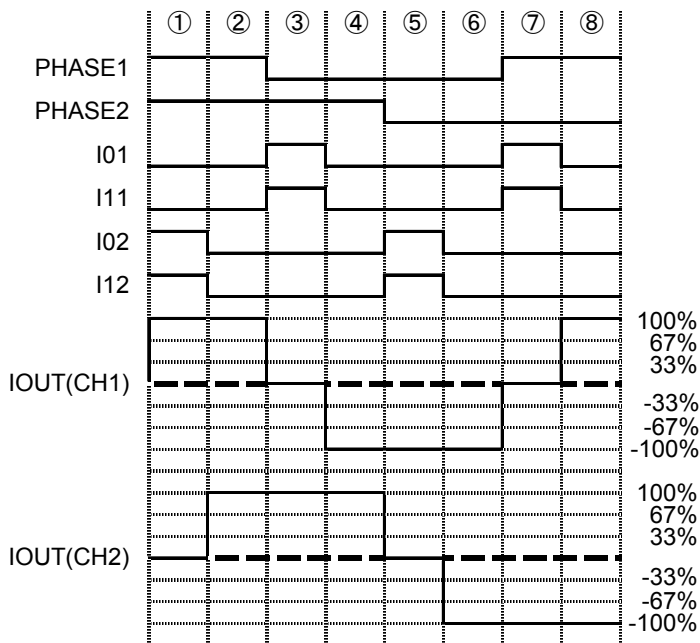 ① ② ③ ④ ⑤ ⑥ ⑦ ⑧
PHASE1
PHASE2
I01
I11
I02
I12
100%
67%
33%
IOUT(CH1)
-33%
-67%
-100%
100%
67%
33%
IOUT(CH2)
-33%
-67%
-100%